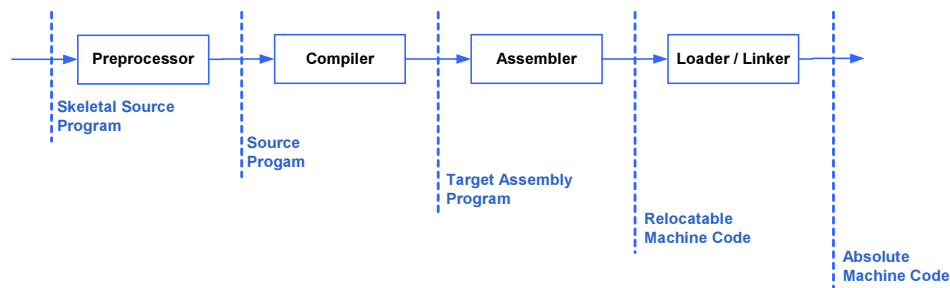 Preprocessor
Compiler
Assembler
Loader / Linker
Skeletal Source
Program
Source
Progam
Target Assembly
Program
Relocatable
Machine Code
Absolute
Machine Code